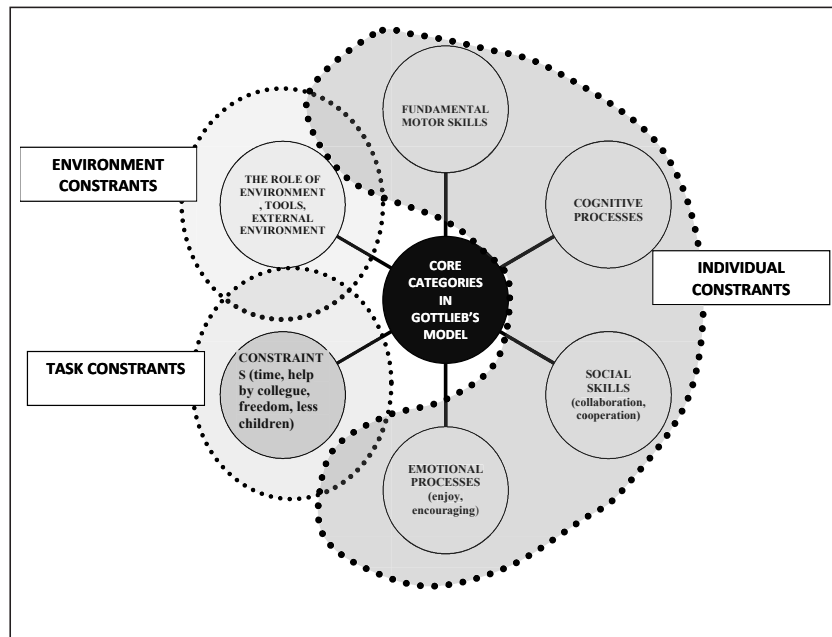 FUNDAMENTAL
MOTOR SKILLS
ENVIRONMENT
CONSTRANTS
THE ROLE OF
ENVIRONMENT
, TOOLS,
EXTERNAL
ENVIRONMENT
COGNITIVE
PROCESSES
CORE
CATEGORIES
IN
GOTTLIEB'S
MODEL
INDIVIDUAL
CONSTRANTS
TASK CONSTRANTS
CONSTRAINT
S (time, help
by collegue,
freedom, less
children)
SOCIAL
SKILLS
(collaboration,
cooperation)
EMOTIONAL
PROCESSES
(enjoy,
encouraging)